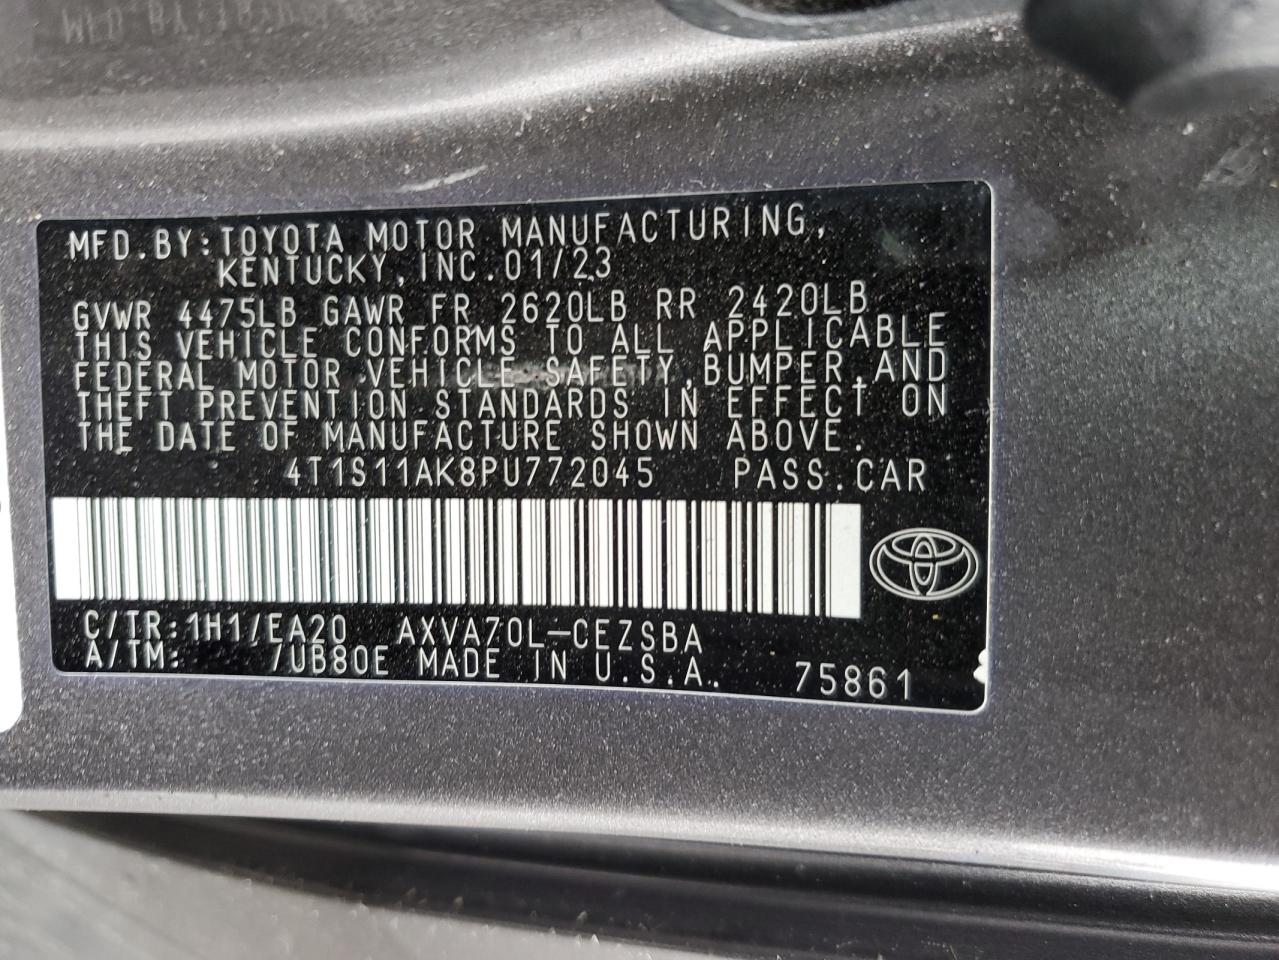 MFD.BY:TOYOTA MOTOR MANUFACTURING,
KENTUCKY,INC.01/23
GVWR 4475LB GAWR FR 2620LB RR 2420LB
THIS VEHICLE CONFORMS TO ALL APPLICABLE
FEDERAL MOTOR VEHICLE SAFETY,BUMPER,AND
THEFT PREVENTION STANDARDS IN EFFECT ON
THE DATE OF MANUFACTURE SHOWN ABOVE.
4T1S11AK8PU772045 PASS.CAR
C/TR:1H1/EA20 AXVA70L-CEZSBA
A/TM: /UB80E MADE IN U.S.A. 75861